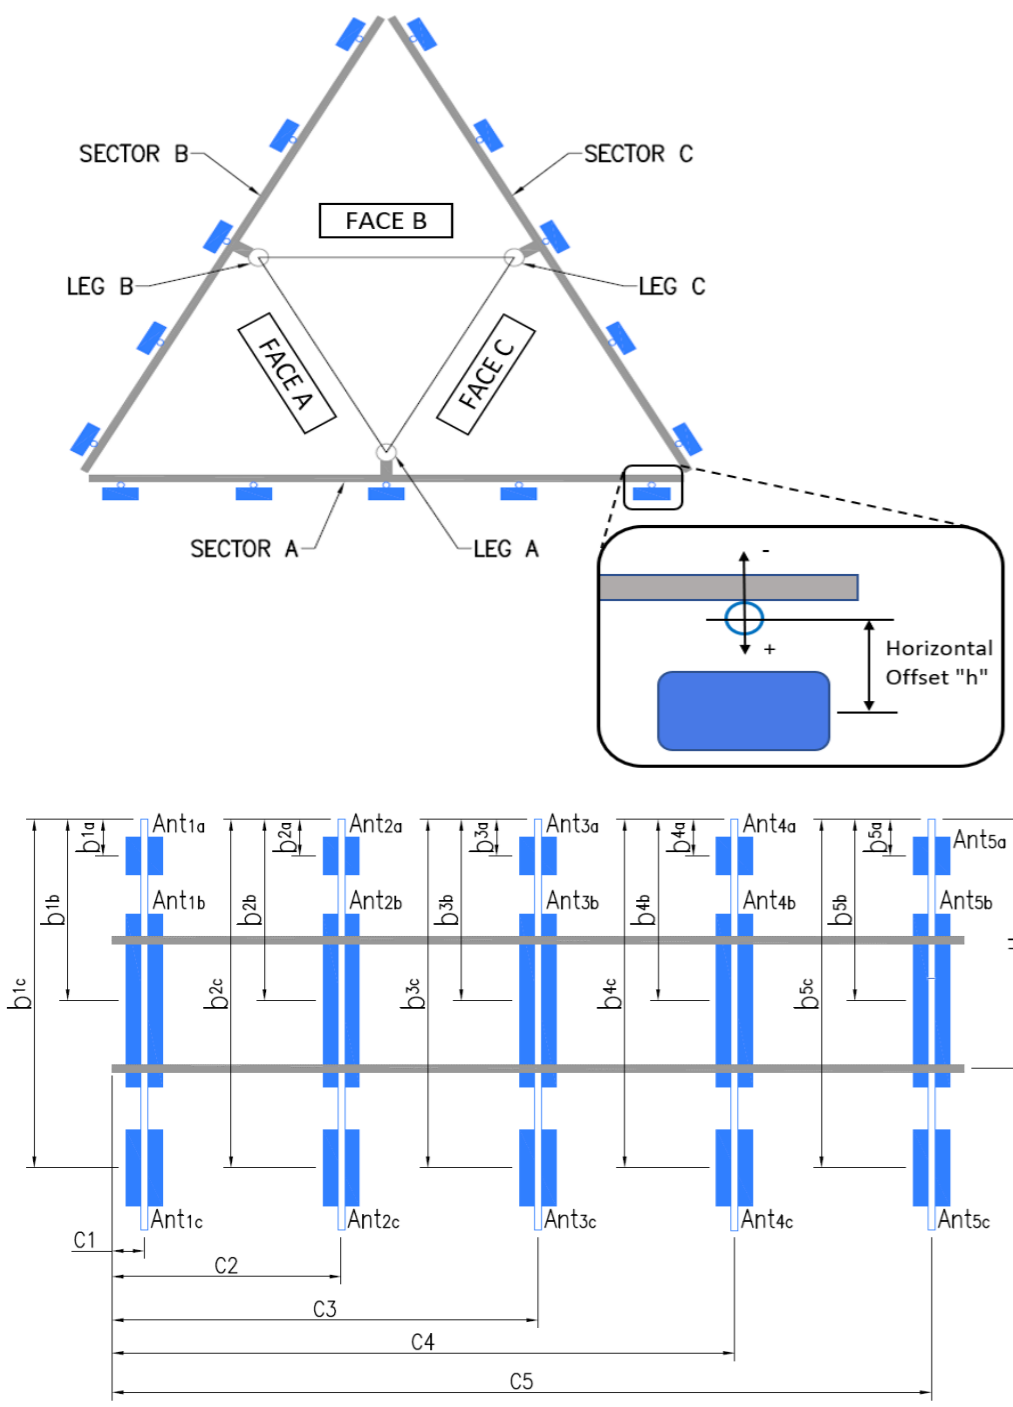 SECTOR B
SECTOR C
FACE B
LEG B
LEG C
FACE A
FACE C
SECTOR A
LEG A
-
+
Horizontal
Offset "h"
b1a
Ant1a
b2a
Ant2a
b3a
Ant3a
b4a
Ant4a
b5a
Ant5a
b1b
Ant1b
b2b
Ant2b
b3b
Ant3b
b4b
Ant4b
b5b
Ant5b
b1c
b2c
b3c
b4c
b5c
Ant1c
Ant2c
Ant3c
Ant4c
Ant5c
C1
C2
C3
C4
C5